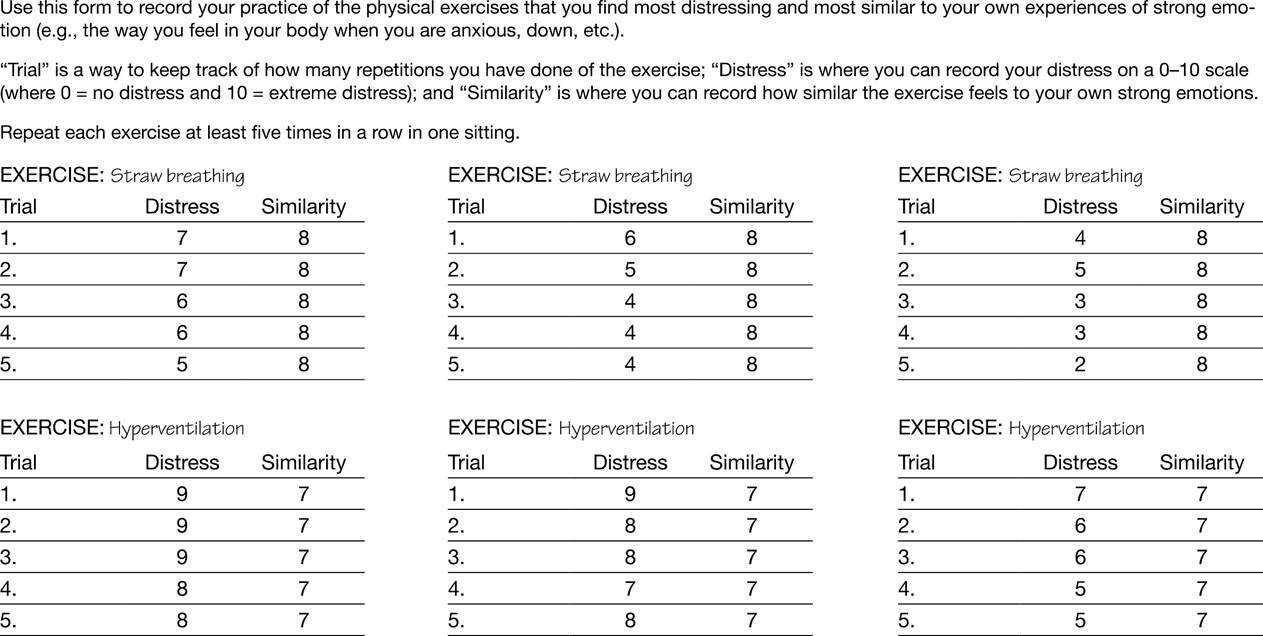 Use this form to record your practice of the physical exercises that you find most distressing and most similar to your own experiences of strong emo-
tion (e.g., the way you feel in your body when you are anxious, down, etc.).
“Trial” is a way to keep track of how many repetitions you have done of the exercise; “Distress” is where you can record your distress on a 0–10 scale
(where 0 = no distress and 10 = extreme distress); and “Similarity” is where you can record how similar the exercise feels to your own strong emotions.
Repeat each exercise at least five times in a row in one sitting.
EXERCISE: Straw breathing
Trial Distress Similarity
1. 7 8
2. 7 8
3. 6 8
4. 6 8
5. 5 8
EXERCISE: Straw breathing
Trial Distress Similarity
1. 6 8
2. 5 8
3. 4 8
4. 4 8
5. 4 8
EXERCISE: Straw breathing
Trial Distress Similarity
1. 4 8
2. 5 8
3. 3 8
4. 3 8
5. 2 8
EXERCISE: Hyperventilation
Trial Distress Similarity
1. 9 7
2. 9 7
3. 9 7
4. 8 7
5. 8 7
EXERCISE: Hyperventilation
Trial Distress Similarity
1. 9 7
2. 8 7
3. 8 7
4. 7 7
5. 8 7
EXERCISE: Hyperventilation
Trial Distress Similarity
1. 7 7
2. 6 7
3. 6 7
4. 5 7
5. 5 7